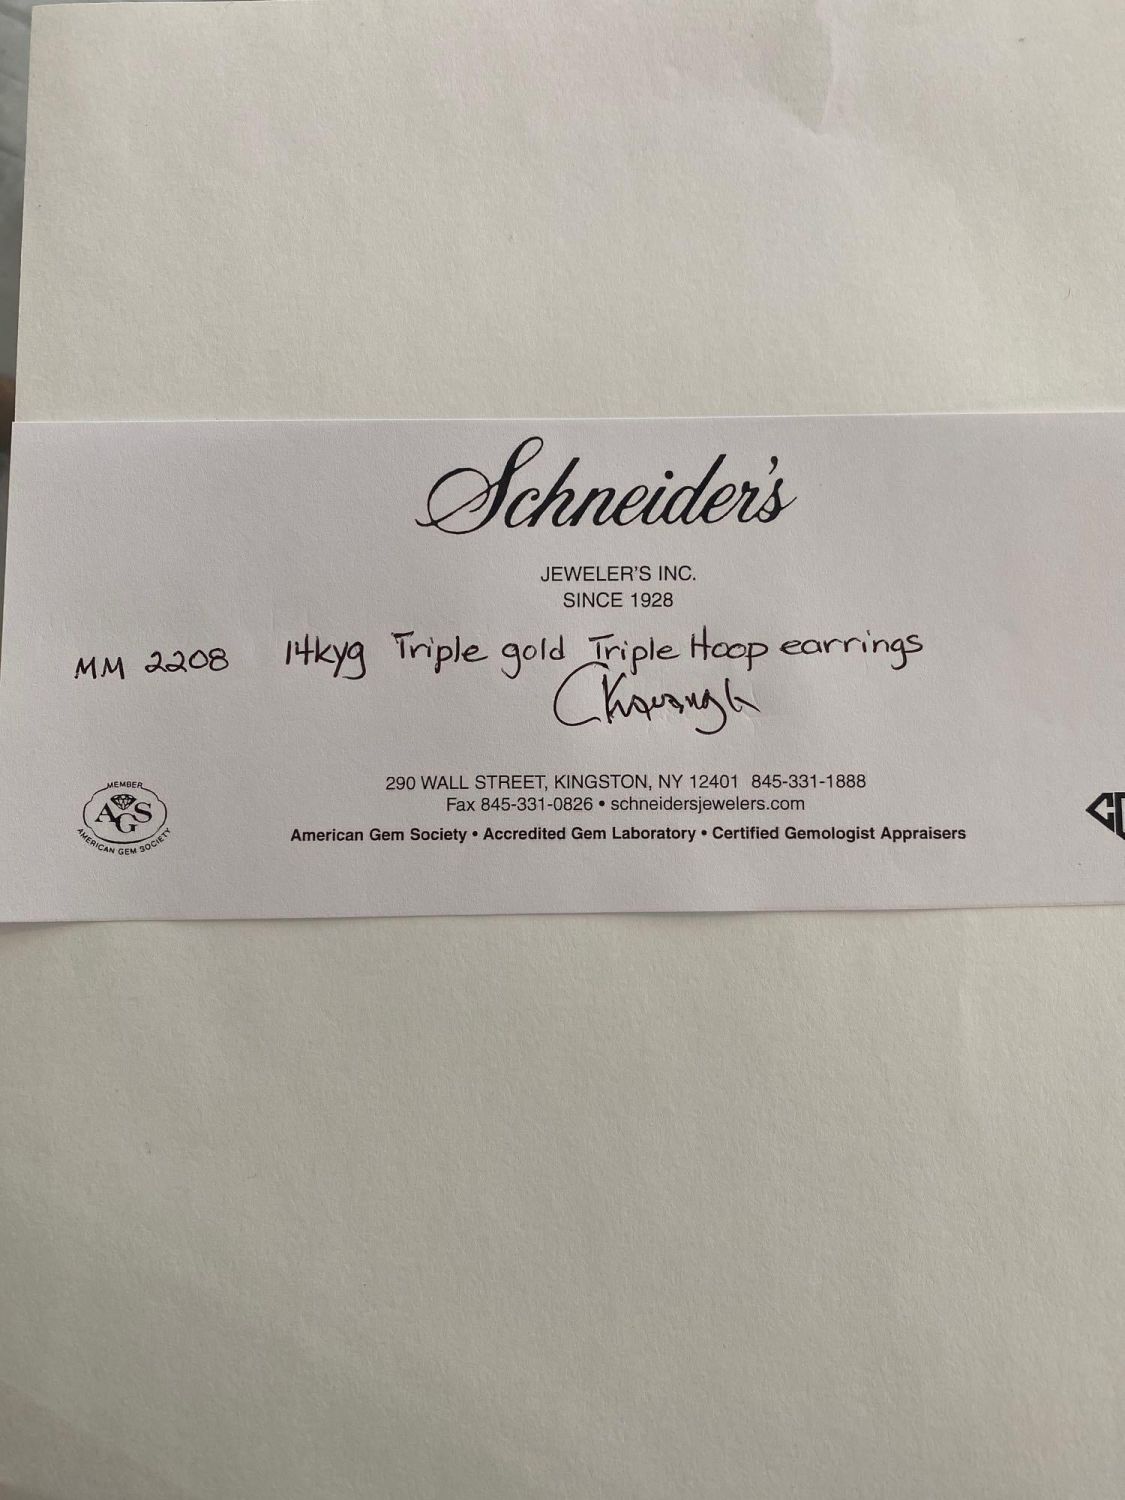 Schneider's
JEWELER'S INC.
SINCE 1928
MM 2208 14kyg Triple gold Triple Hoop earrings
CKavanagh
290 WALL STREET, KINGSTON, NY 12401 845-331-1888
Fax 845-331-0826 • schneidersjewelers.com
American Gem Society • Accredited Gem Laboratory • Certified Gemologist Appraisers
MEMBER
AGS
AMERICAN GEM SOCIETY